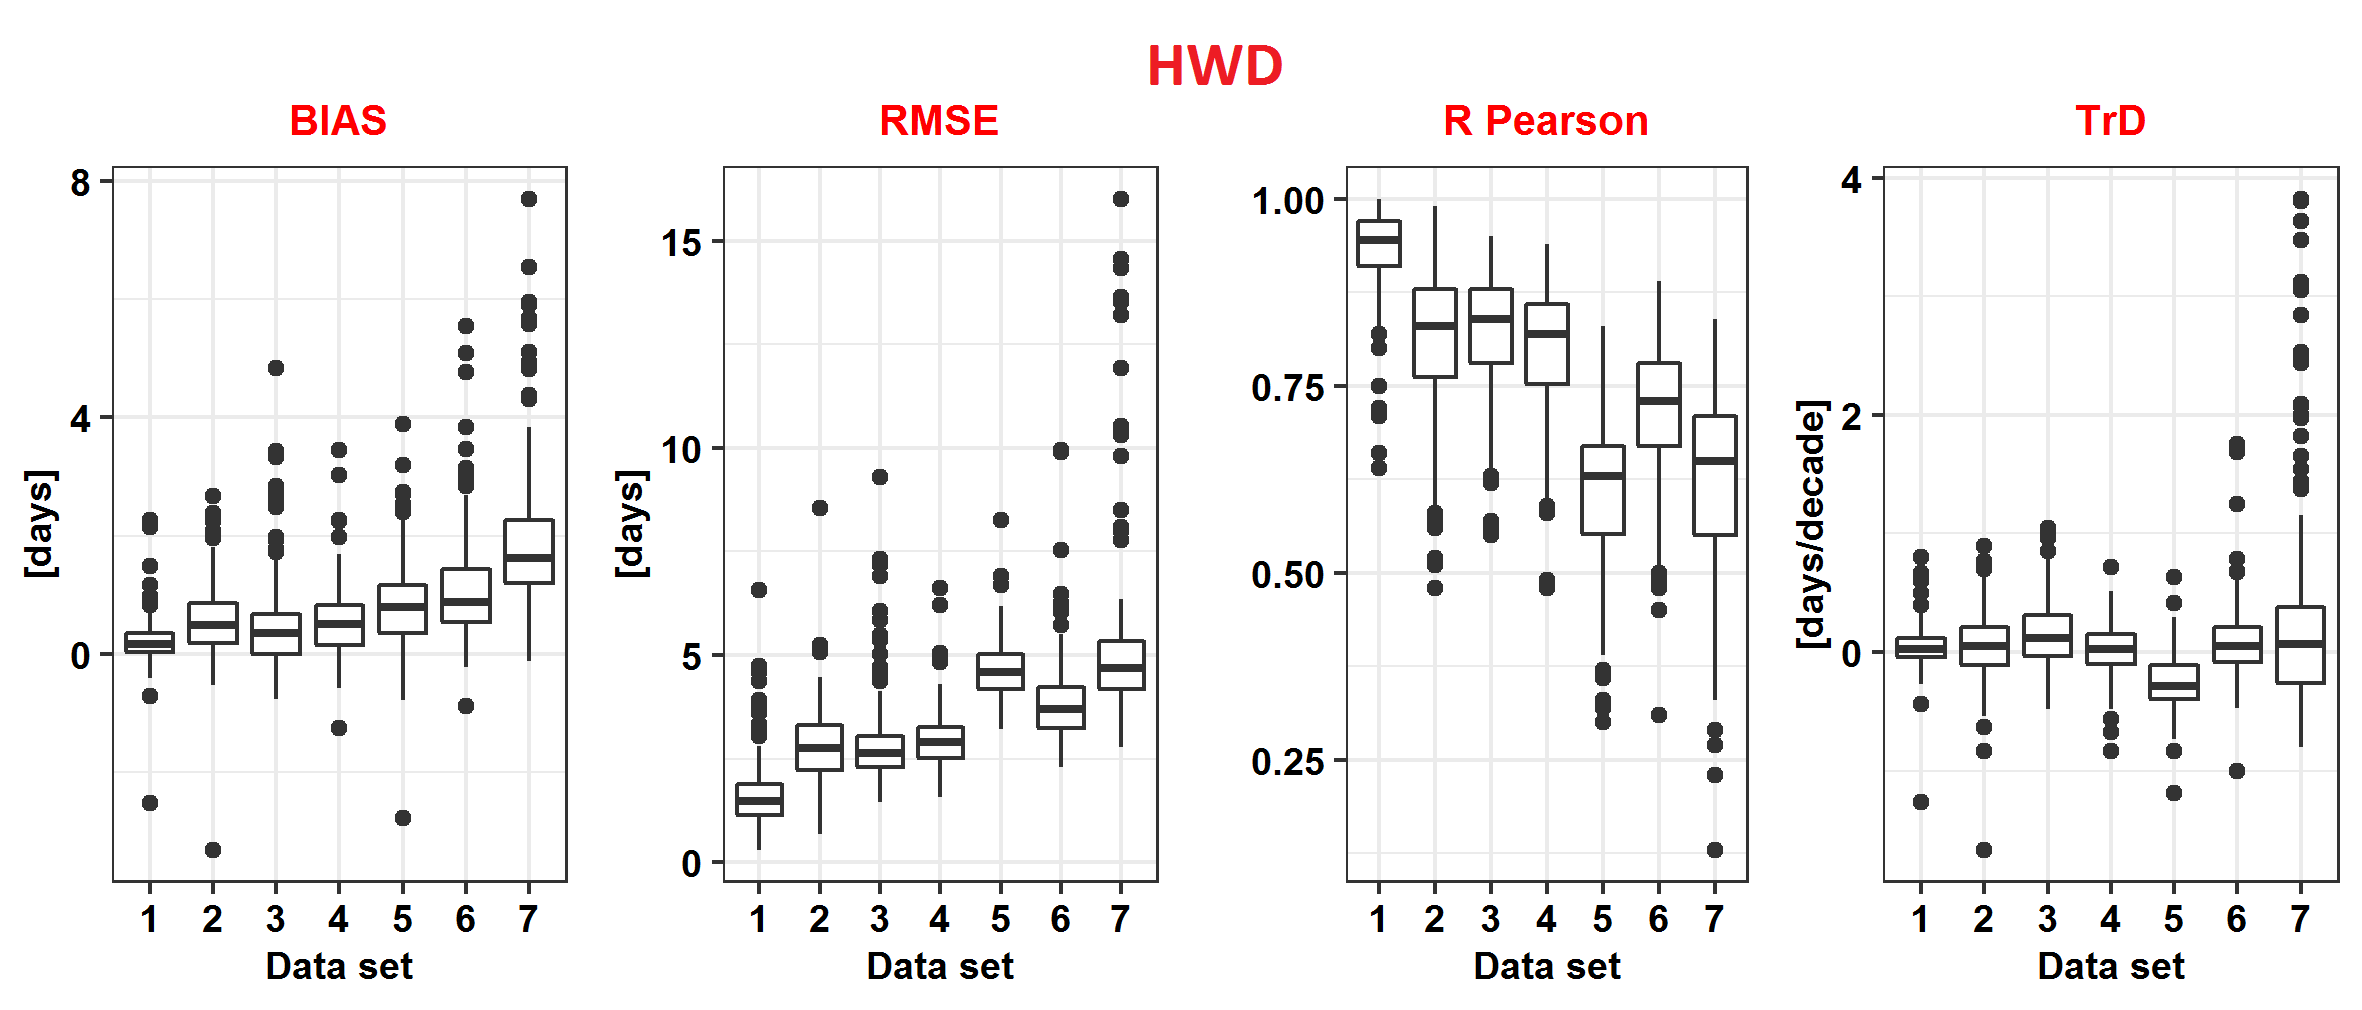 HWD
BIAS
8
4
0
[days]
1 2 3 4 5 6 7
Data set
RMSE
15
10
5
0
[days]
1 2 3 4 5 6 7
Data set
R Pearson
1.00
0.75
0.50
0.25
1 2 3 4 5 6 7
Data set
TrD
4
2
0
[days/decade]
1 2 3 4 5 6 7
Data set